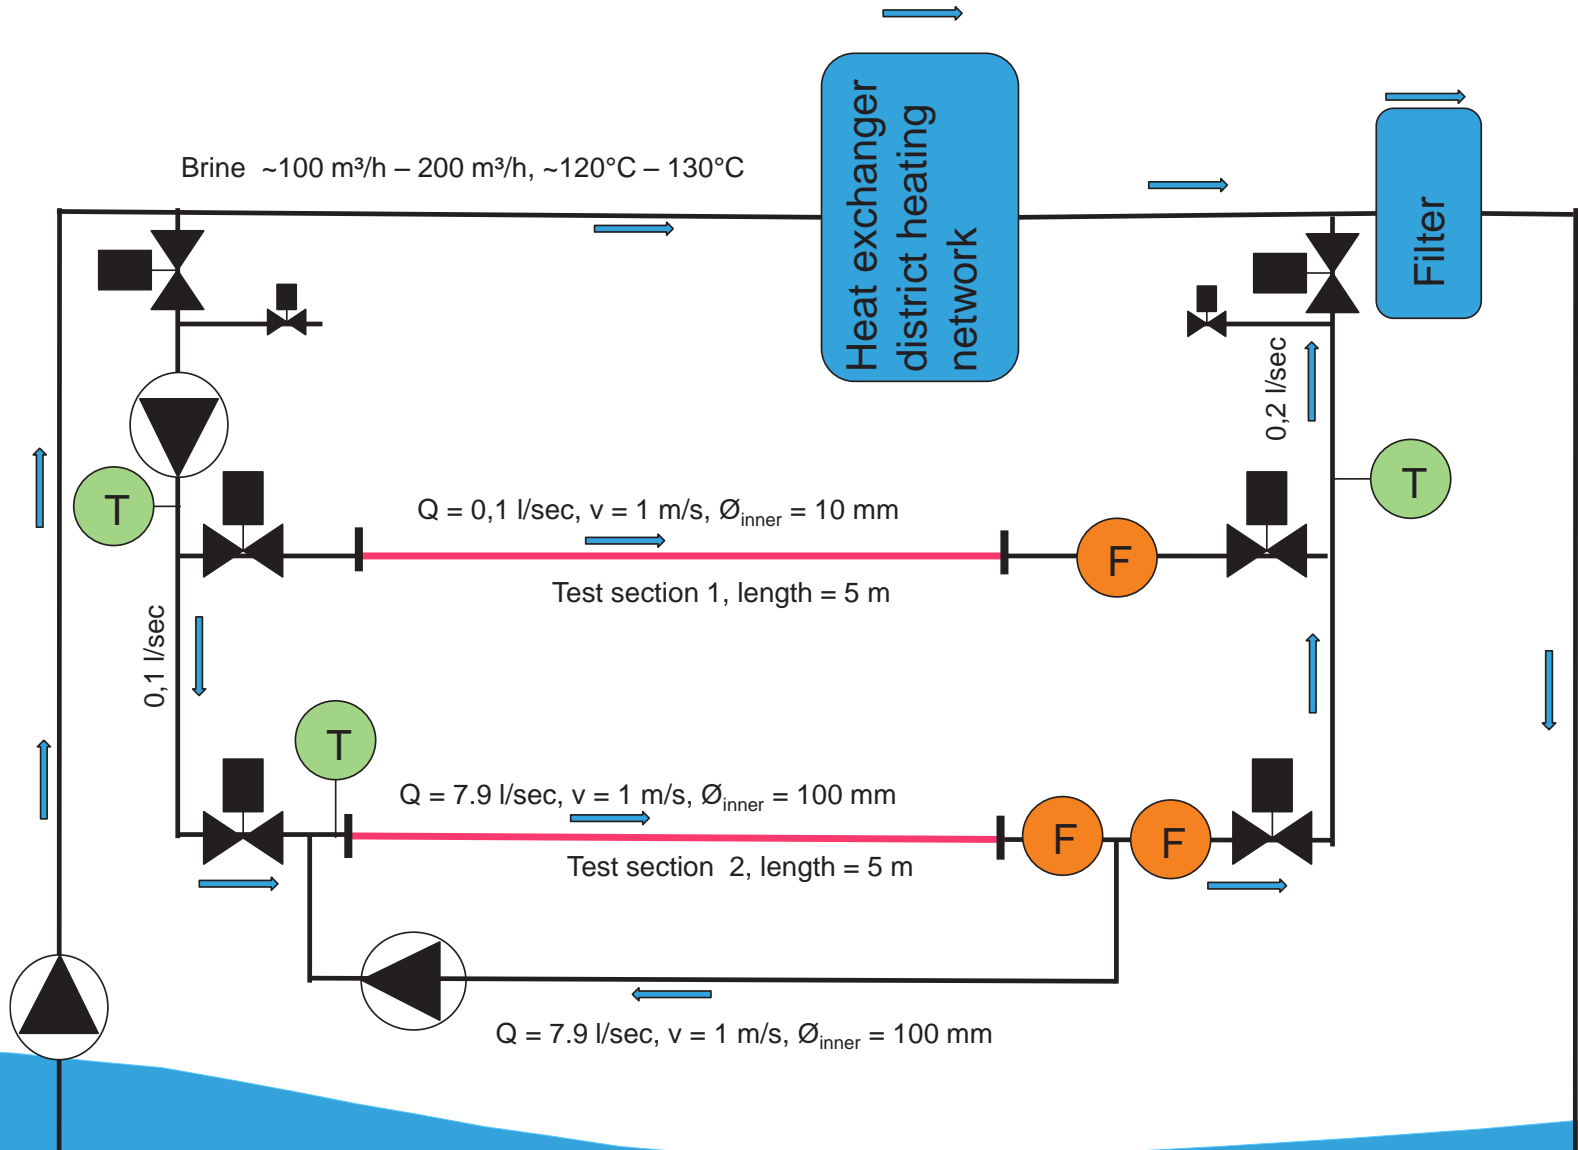 Brine ~100 m³/h – 200 m³/h, ~120°C – 130°C
Heat exchanger
district heating
network
Filter
0,2 l/sec
T
T
Q = 0,1 l/sec, v = 1 m/s, Øinner = 10 mm
F
Test section 1, length = 5 m
0,1 l/sec
T
Q = 7.9 l/sec, v = 1 m/s, Øinner = 100 mm
F
F
Test section 2, length = 5 m
Q = 7.9 l/sec, v = 1 m/s, Øinner = 100 mm